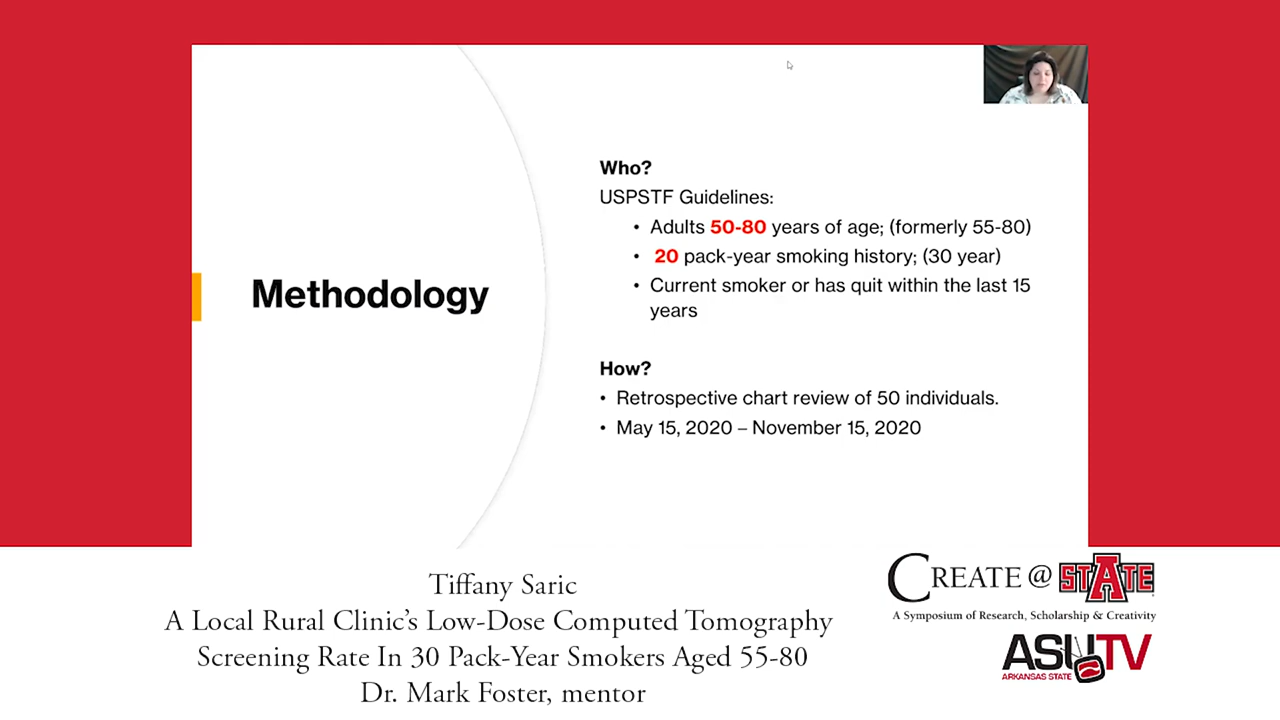 Methodology
Who?
USPSTF Guidelines:
• Adults 50-80 years of age; (formerly 55-80)
• 20 pack-year smoking history; (30 year)
• Current smoker or has quit within the last 15
years
How?
• Retrospective chart review of 50 individuals.
• May 15, 2020 – November 15, 2020
Tiffany Saric
A Local Rural Clinic's Low-Dose Computed Tomography
Screening Rate In 30 Pack-Year Smokers Aged 55-80
Dr. Mark Foster, mentor
CREATE @ STATE
A Symposium of Research, Scholarship & Creativity
ASUTV
ARKANSAS STATE